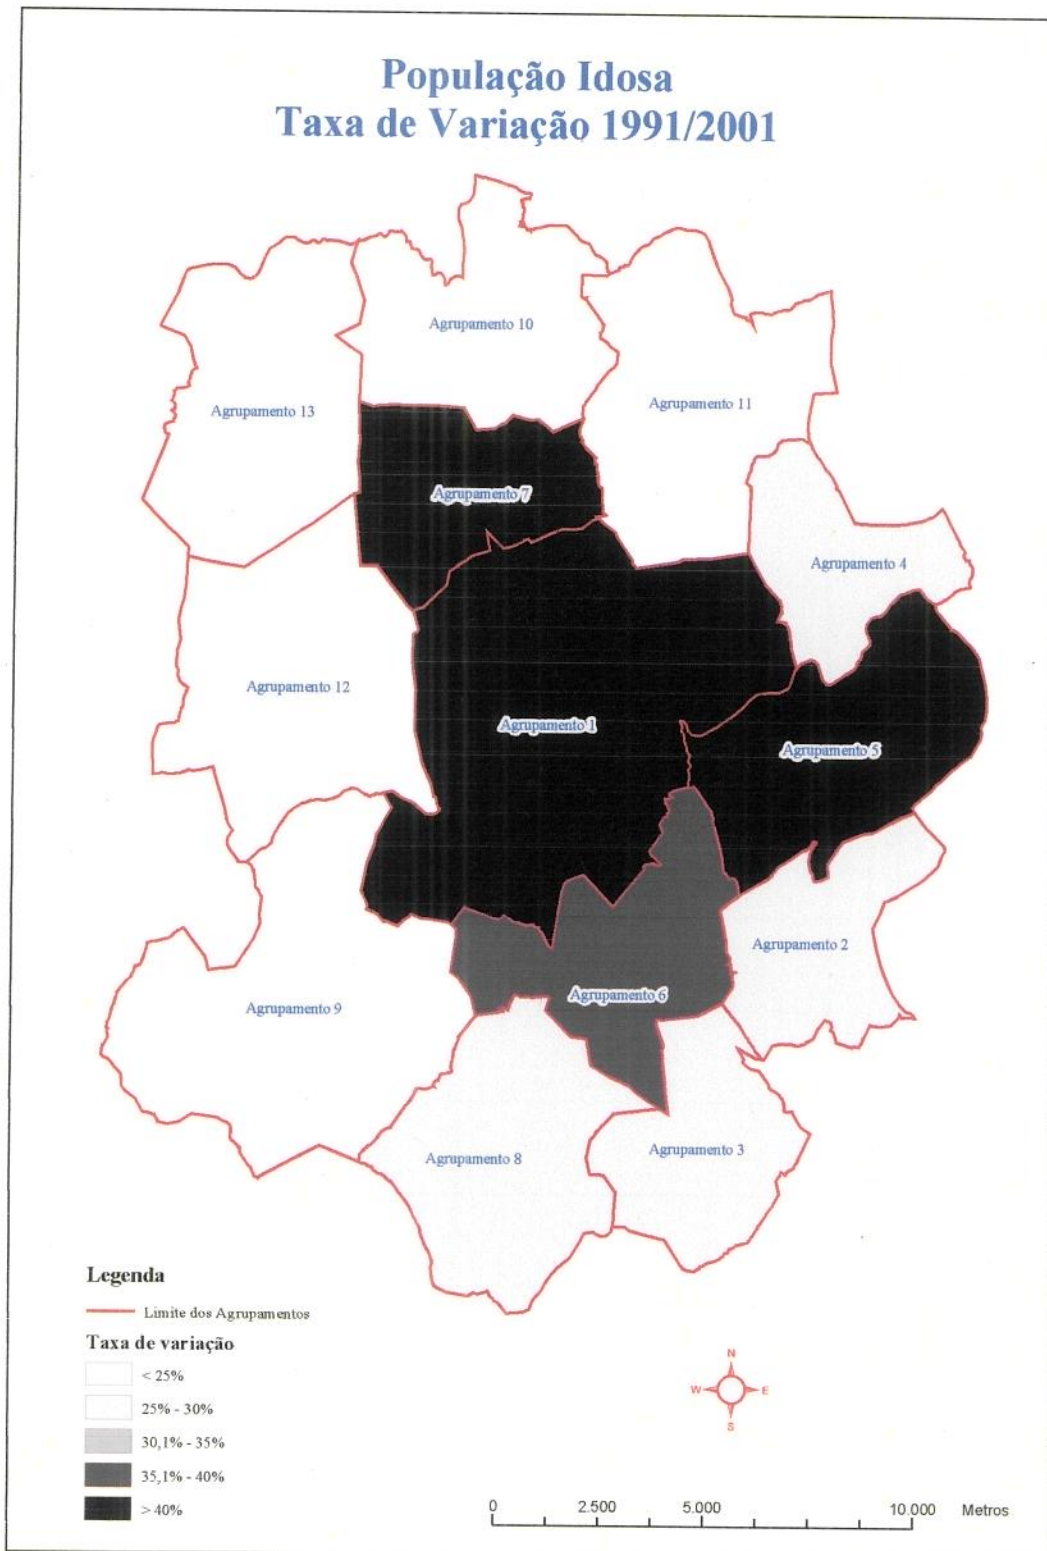 População Idosa
Taxa de Variação 1991/2001
Agrupamento 10
Agrupamento 13
Agrupamento 11
Agrupamento 7
Agrupamento 4
Agrupamento 12
Agrupamento 1
Agrupamento 5
Agrupamento 2
Agrupamento 6
Agrupamento 9
Agrupamento 8
Agrupamento 3
Legenda
Limite dos Agrupamentos
Taxa de variação
< 25%
25% - 30%
30,1% - 35%
35,1% - 40%
> 40%
N
W E
S
0 2.500 5.000 10.000 Metros